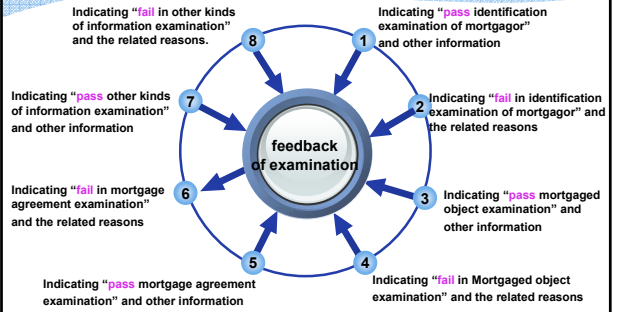 Indicating “fail in other kinds
of information examination”
and the related reasons.
8
Indicating “pass identification
examination of mortgagor”
and other information
1
7
Indicating “pass other kinds
of information examination”
and other information
2
Indicating “fail in identification
examination of mortgagor” and
the related reasons
feedback
of examination
6
Indicating “fail in mortgage
agreement examination”
and the related reasons
3
Indicating “pass mortgaged
object examination” and
other information
5
Indicating “pass mortgage agreement
examination” and other information
4
Indicating “fail in Mortgaged object
examination” and the related reasons